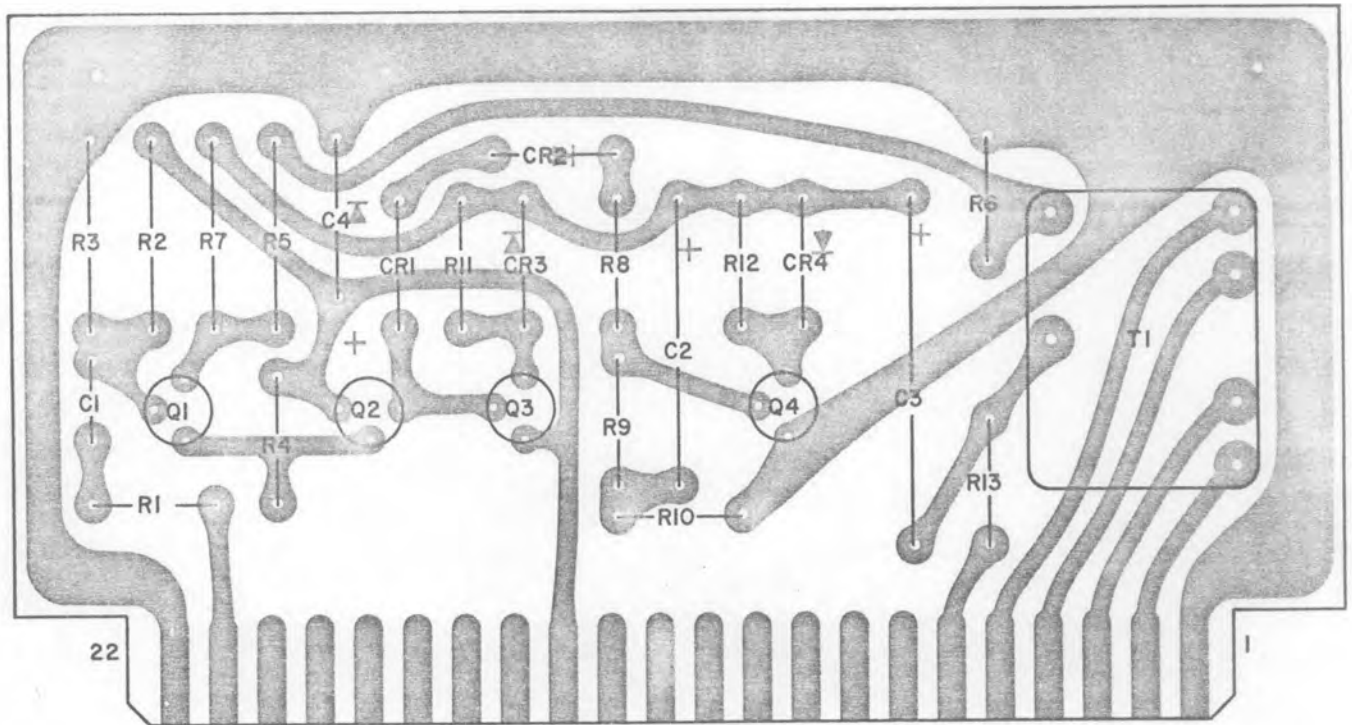 CR2
C4
R6
R3
R2
R7
R5
CR1
R11
CR3
R8
+
R12
CR4
+
T1
+
C2
C1
Q1
Q2
Q3
Q4
C3
R4
R9
R13
R1
R10
22
1